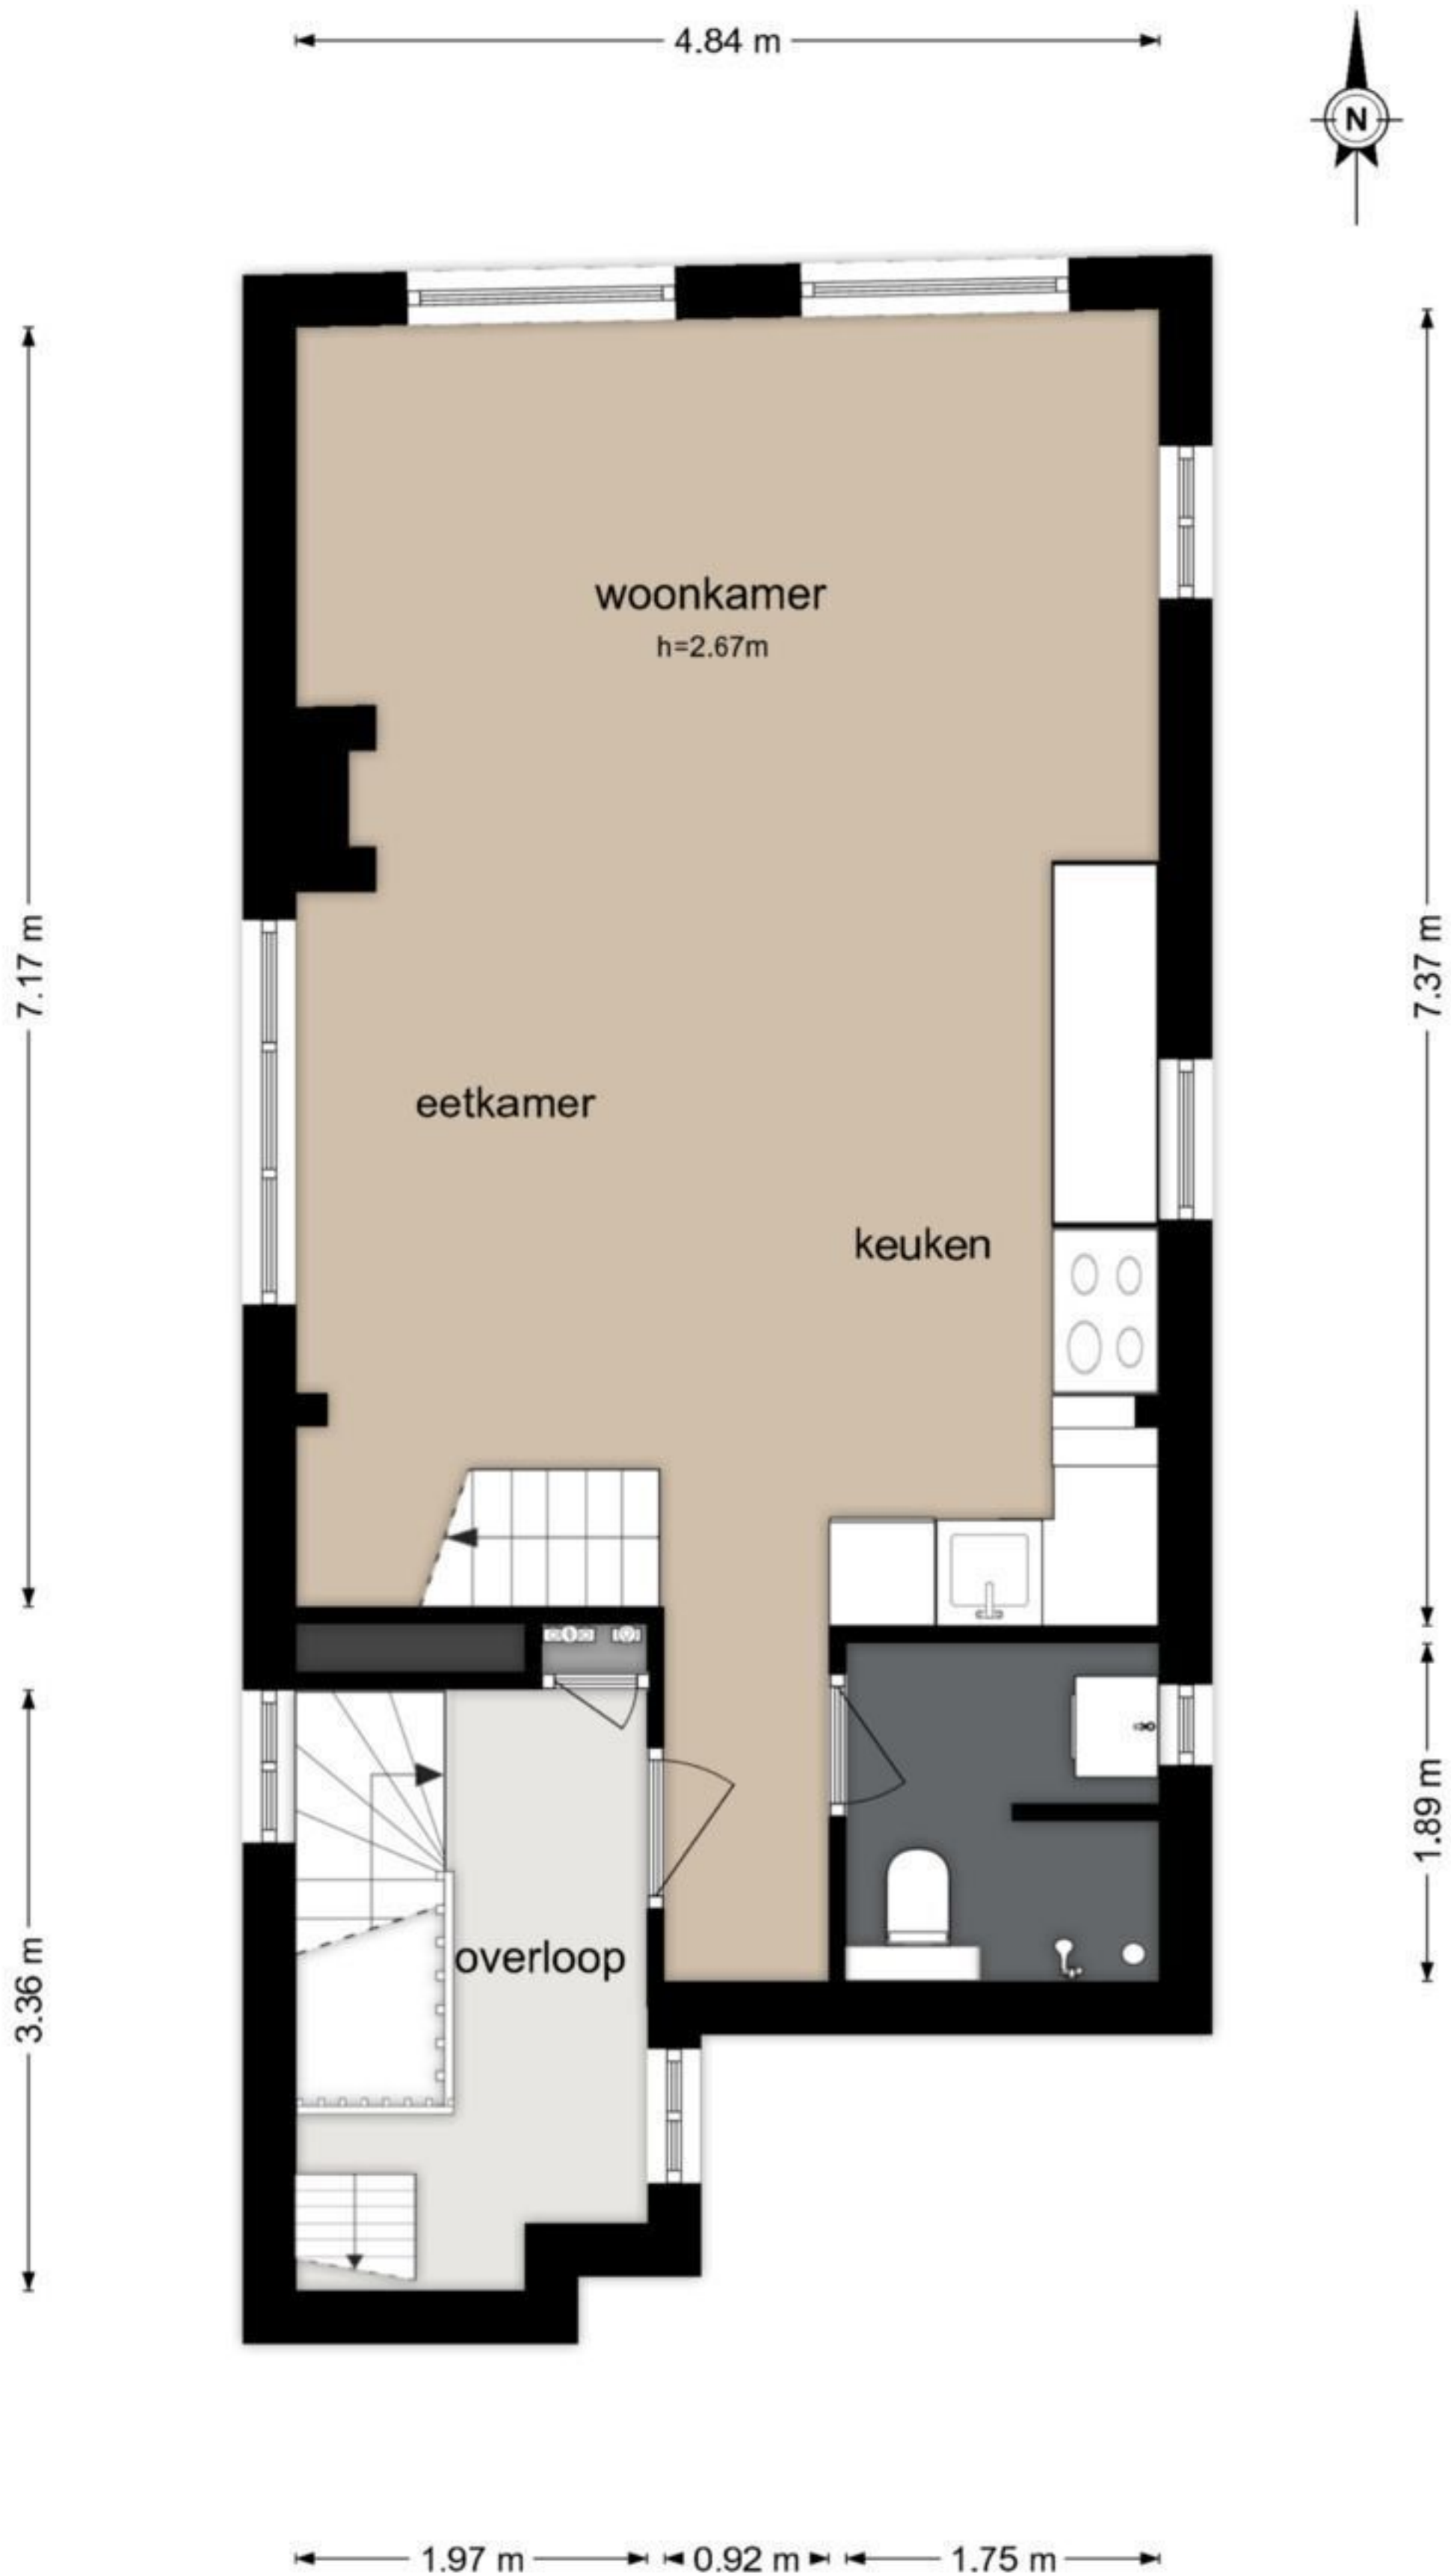 4.84 m
N
woonkamer
h=2.67m
7.17 m
7.37 m
eetkamer
keuken
1.89 m
overloop
3.36 m
1.97 m
0.92 m
1.75 m